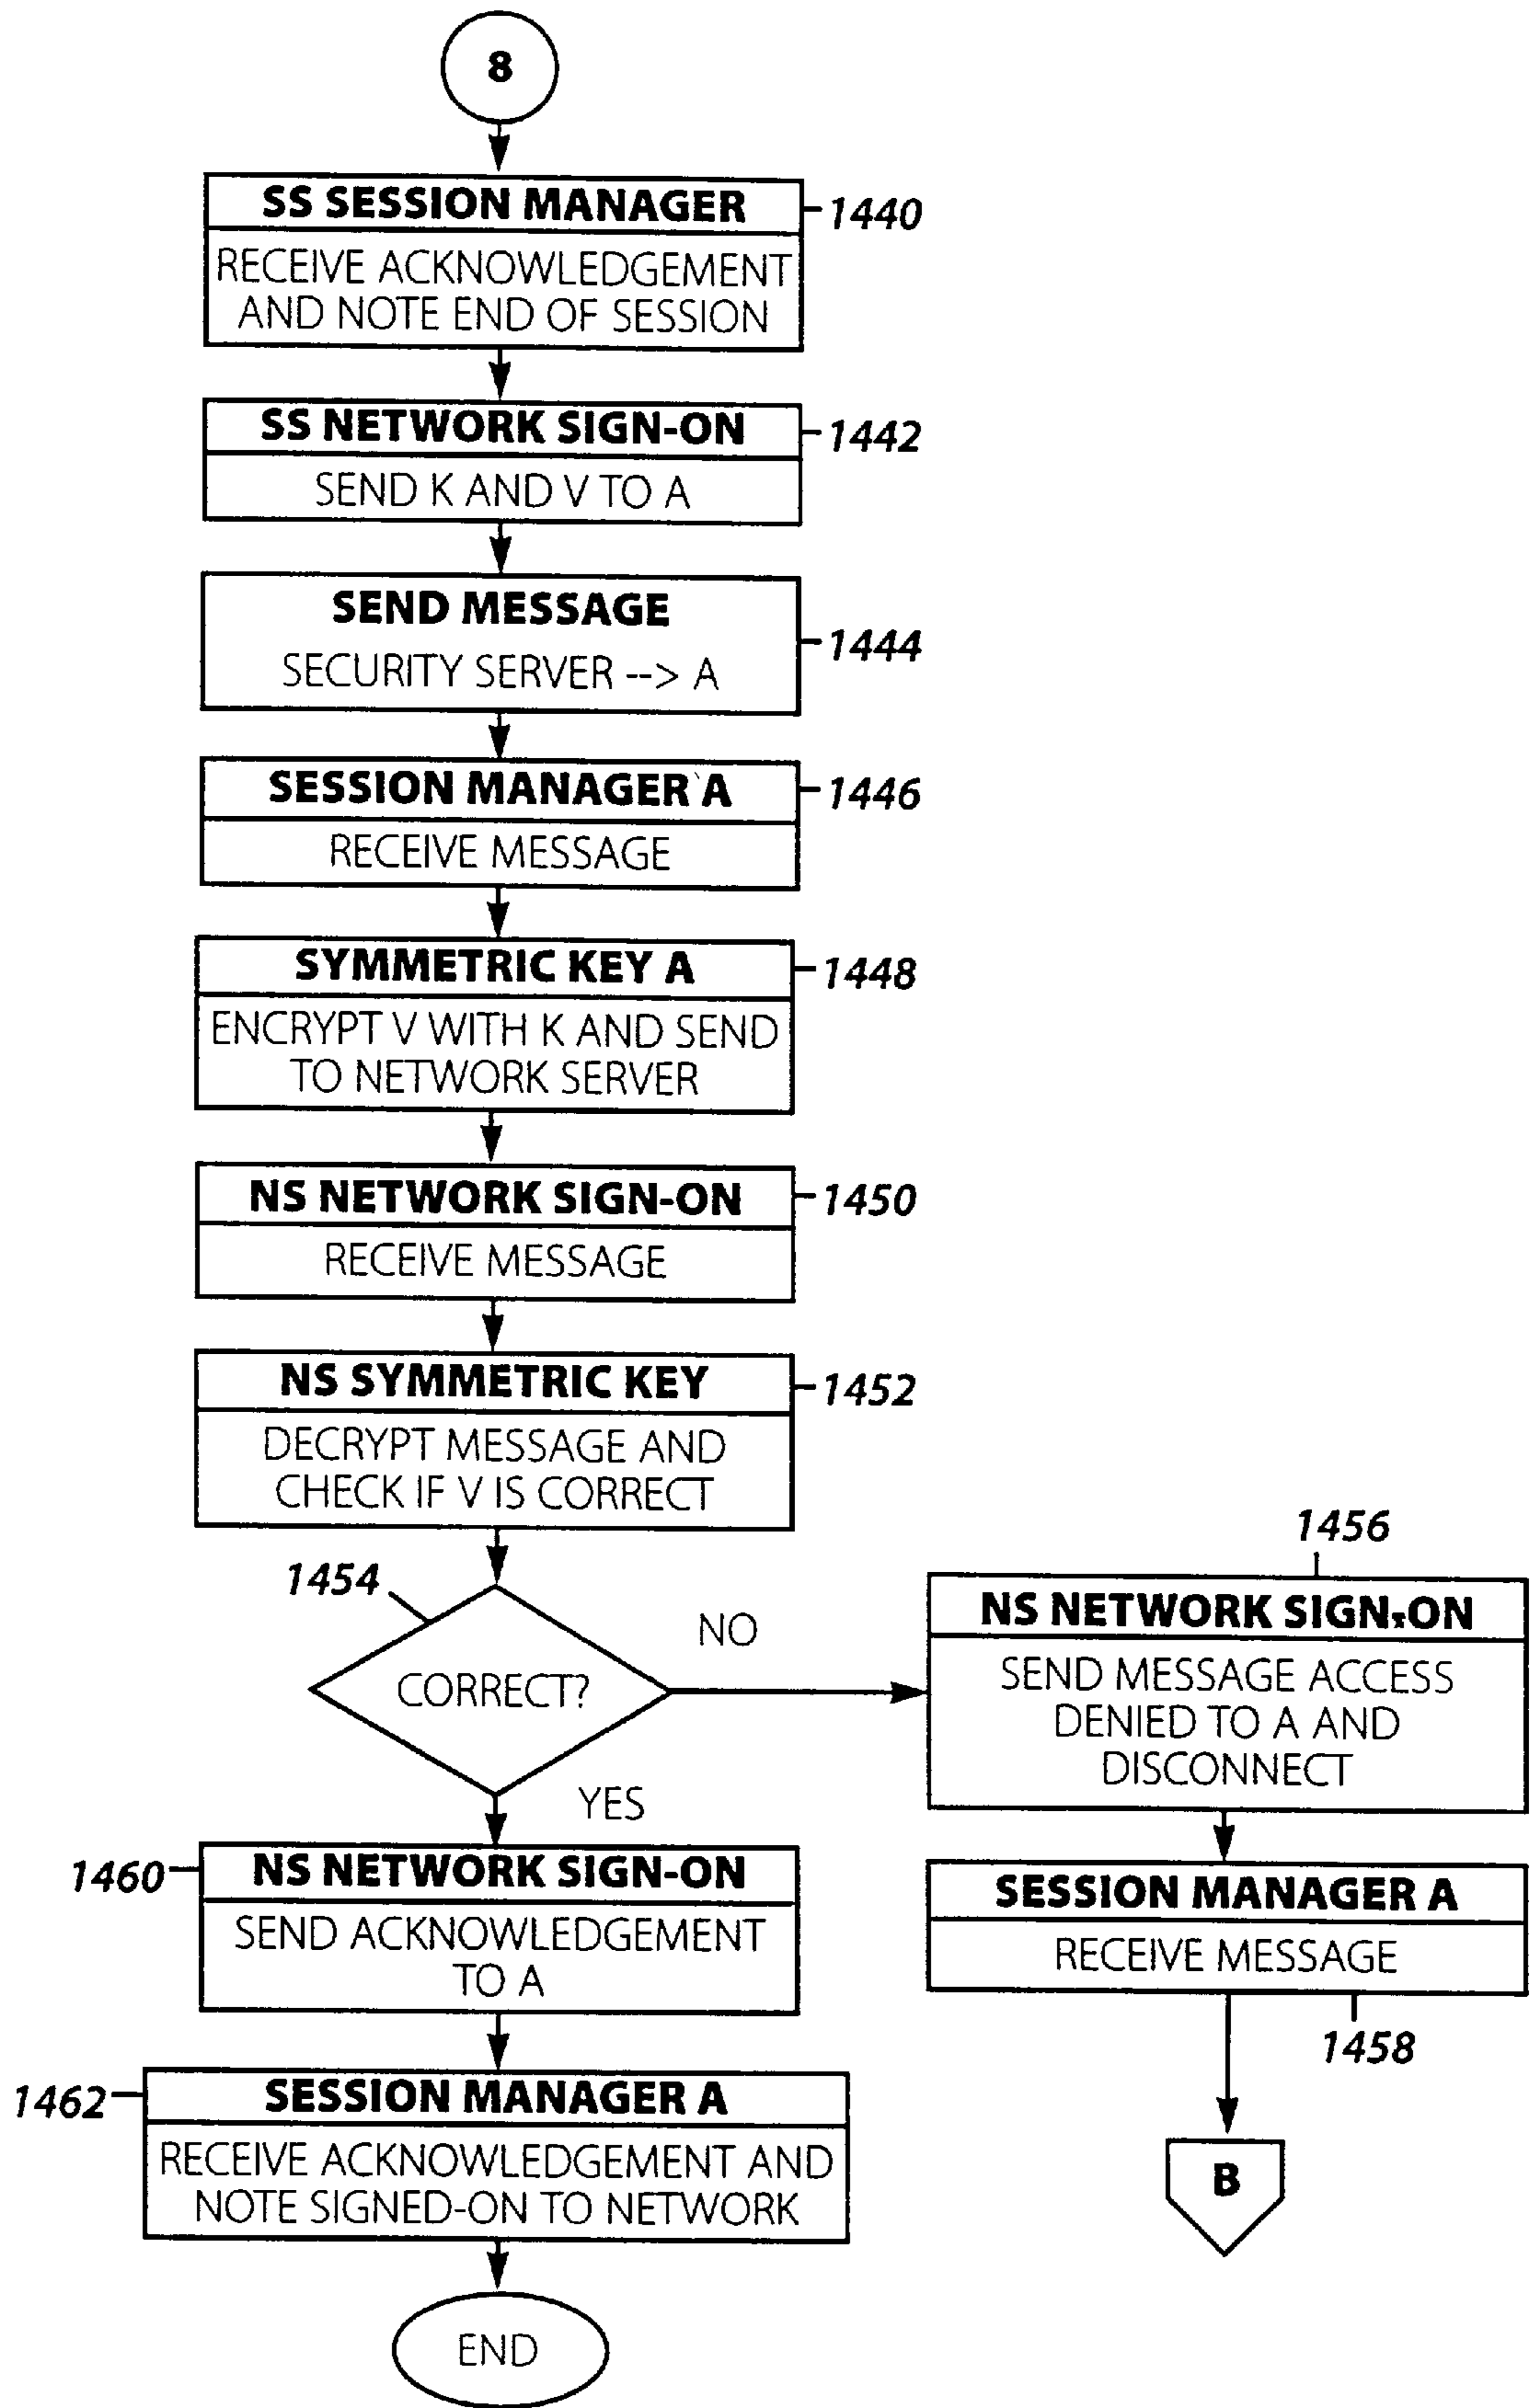 8
SS SESSION MANAGER
1440
RECEIVE ACKNOWLEDGEMENT
AND NOTE END OF SESSION
SS NETWORK SIGN-ON
1442
SEND K AND V TO A
SEND MESSAGE
1444
SECURITY SERVER --> A
SESSION MANAGER A
1446
RECEIVE MESSAGE
SYMMETRIC KEY A
1448
ENCRYPT V WITH K AND SEND
TO NETWORK SERVER
NS NETWORK SIGN-ON
1450
RECEIVE MESSAGE
NS SYMMETRIC KEY
1452
DECRYPT MESSAGE AND
CHECK IF V IS CORRECT
1454
CORRECT?
NO
YES
1456
NS NETWORK SIGN-ON
SEND MESSAGE ACCESS
DENIED TO A AND
DISCONNECT
SESSION MANAGER A
RECEIVE MESSAGE
1458
B
1460
NS NETWORK SIGN-ON
SEND ACKNOWLEDGEMENT
TO A
1462
SESSION MANAGER A
RECEIVE ACKNOWLEDGEMENT AND
NOTE SIGNED-ON TO NETWORK
END